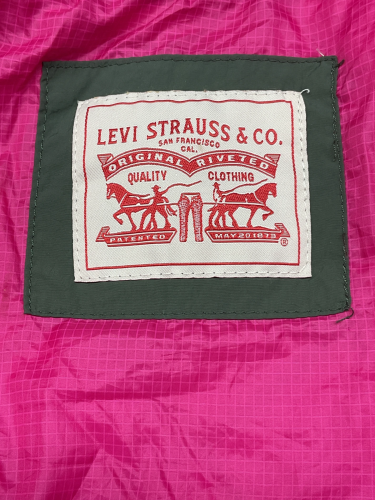 LEVI STRAUSS & CO.
SAN FRANCISCO
CAL.
ORIGINAL RIVETED
QUALITY CLOTHING
PATENTED MAY 20 1873 ®